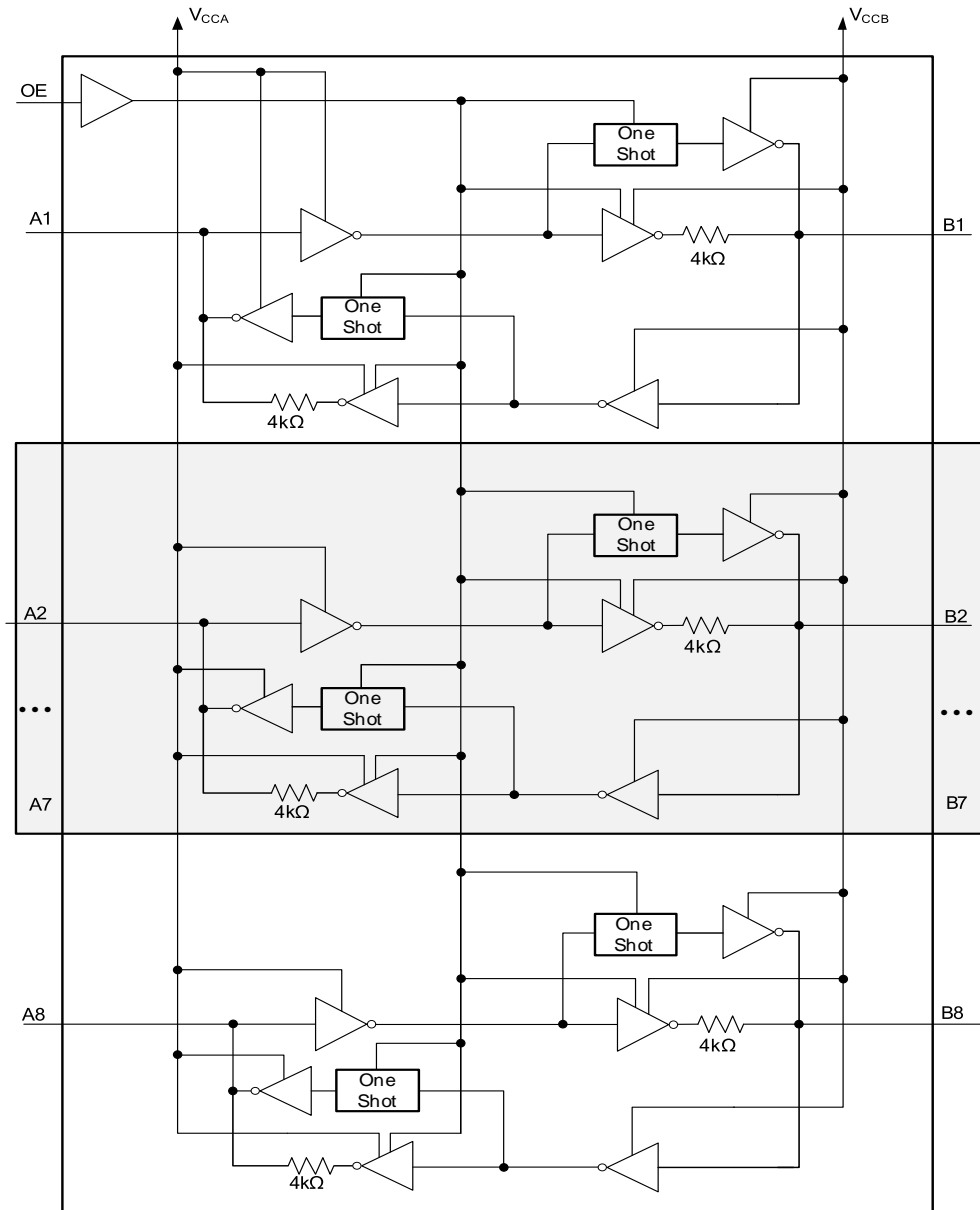 VCCA
VCCB
OE
One
Shot
A1
B1
4kΩ
One
Shot
4kΩ
One
Shot
A2
B2
4kΩ
One
Shot
...
...
4kΩ
A7
B7
One
Shot
A8
B8
4kΩ
One
Shot
4kΩ